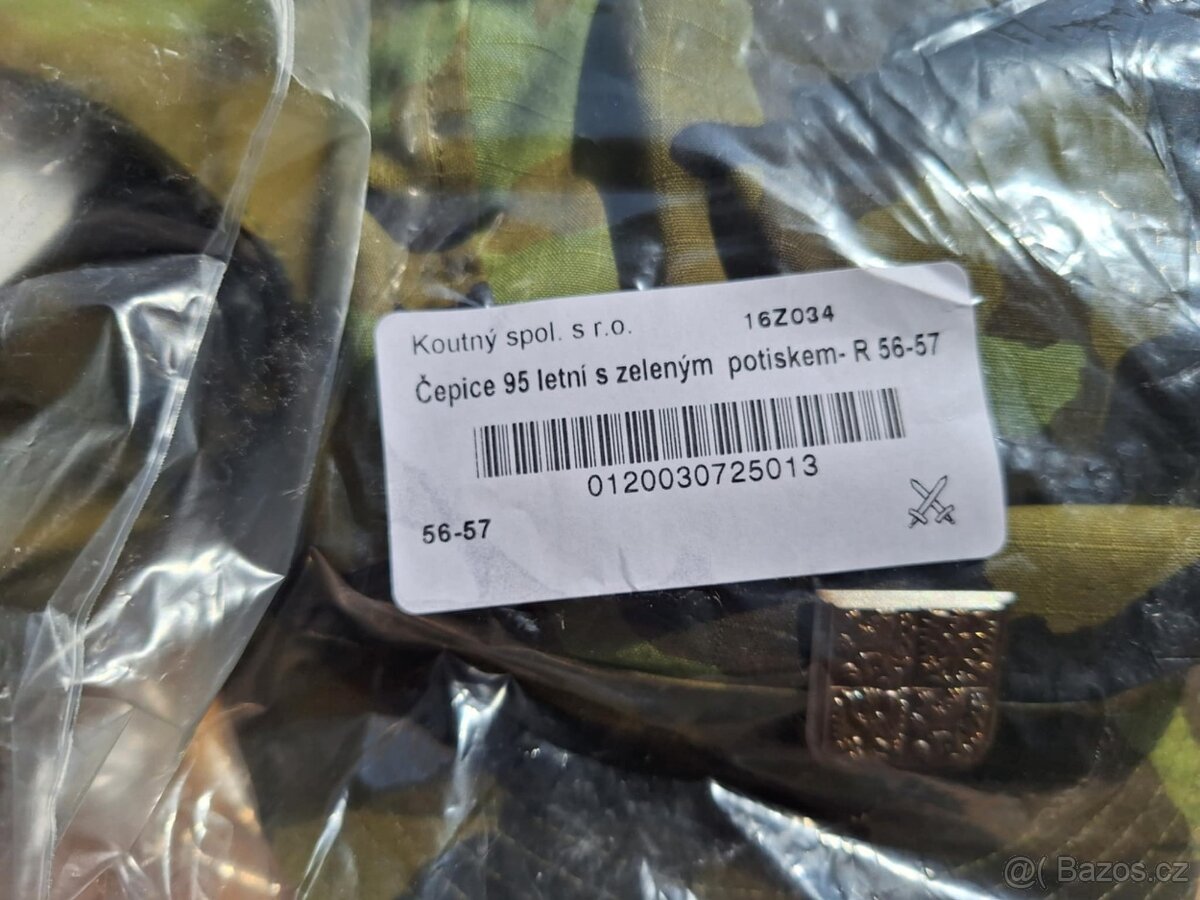 Koutný spol. s r.o. 16Z034
Čepice 95 letní s zeleným potiskem- R 56-57
0120030725013
56-57
@( Bazos.cz